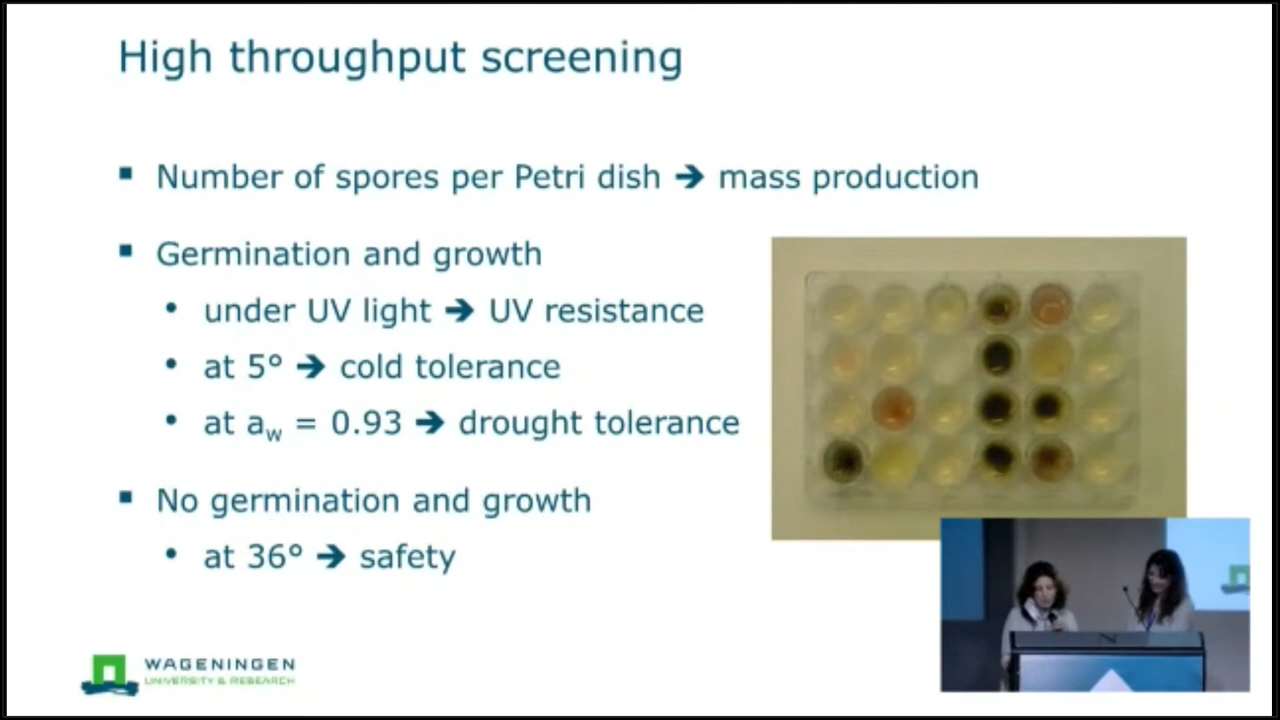 High throughput screening
▪ Number of spores per Petri dish ➔ mass production
▪ Germination and growth
• under UV light ➔ UV resistance
• at 5° ➔ cold tolerance
• at aw = 0.93 ➔ drought tolerance
▪ No germination and growth
• at 36° ➔ safety
WAGENINGEN
UNIVERSITY & RESEARCH